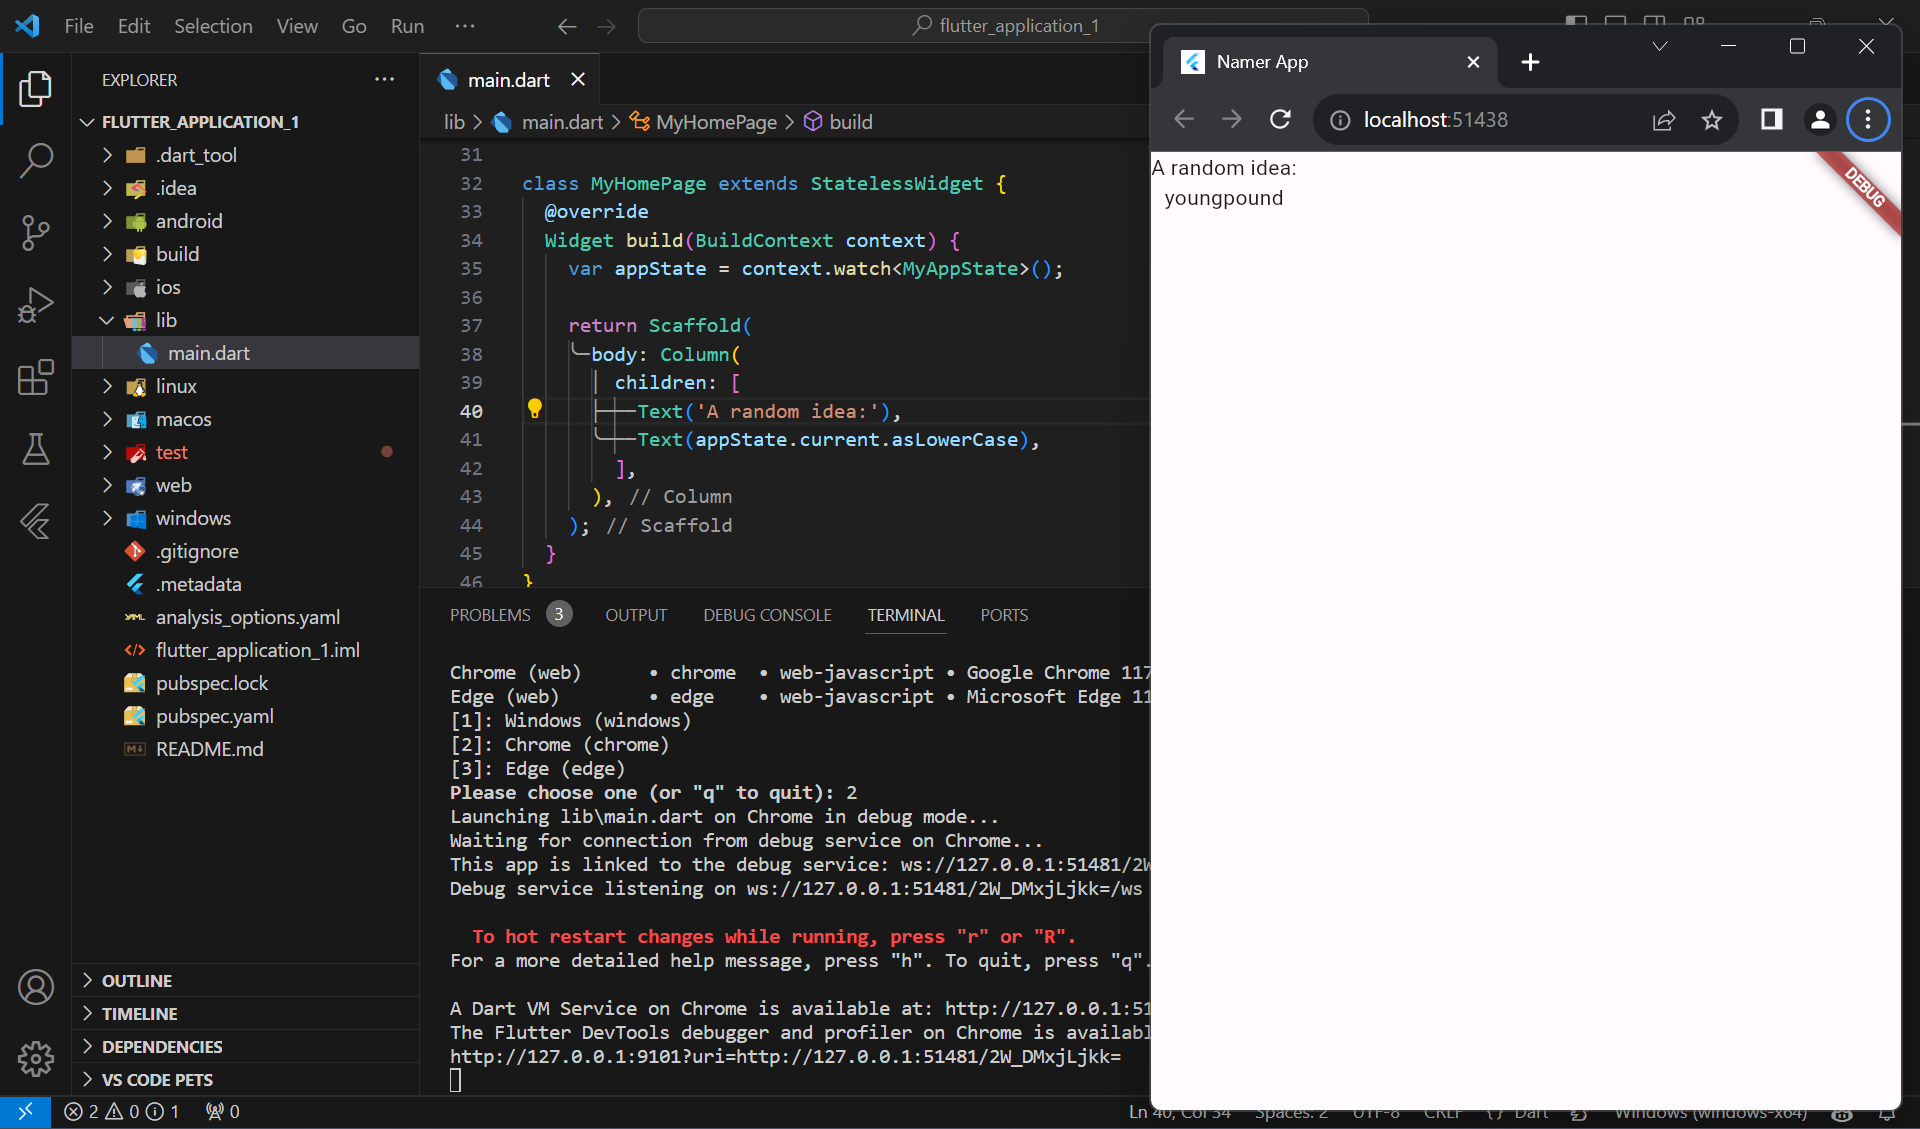 File Edit Selection View Go Run ···
flutter_application_1
EXPLORER ···
FLUTTER_APPLICATION_1
.dart_tool
.idea
android
build
ios
lib
main.dart
linux
macos
test
web
windows
.gitignore
.metadata
analysis_options.yaml
flutter_application_1.iml
pubspec.lock
pubspec.yaml
README.md
OUTLINE
TIMELINE
DEPENDENCIES
VS CODE PETS
main.dart
lib > main.dart > MyHomePage > build
31
32 class MyHomePage extends StatelessWidget {
33 @override
34 Widget build(BuildContext context) {
35 var appState = context.watch<MyAppState>();
36
37 return Scaffold(
38 body: Column(
39 children: [
40 Text('A random idea:'),
41 Text(appState.current.asLowerCase),
42 ],
43 ), // Column
44 ); // Scaffold
45 }
46 }
PROBLEMS 3 OUTPUT DEBUG CONSOLE TERMINAL PORTS
Chrome (web) • chrome • web-javascript • Google Chrome 117
Edge (web) • edge • web-javascript • Microsoft Edge 11
[1]: Windows (windows)
[2]: Chrome (chrome)
[3]: Edge (edge)
Please choose one (or "q" to quit): 2
Launching lib\main.dart on Chrome in debug mode...
Waiting for connection from debug service on Chrome...
This app is linked to the debug service: ws://127.0.0.1:51481/2W
Debug service listening on ws://127.0.0.1:51481/2W_DMxjLjkk=/ws
To hot restart changes while running, press "r" or "R".
For a more detailed help message, press "h". To quit, press "q".
A Dart VM Service on Chrome is available at: http://127.0.0.1:51
The Flutter DevTools debugger and profiler on Chrome is availabl
http://127.0.0.1:9101?uri=http://127.0.0.1:51481/2W_DMxjLjkk=
Namer App
localhost:51438
A random idea:
youngpound
DEBUG
2 0 1 0
Ln 40, Col 34 Spaces: 2 UTF-8 CRLF {} Dart Windows (windows-x64)